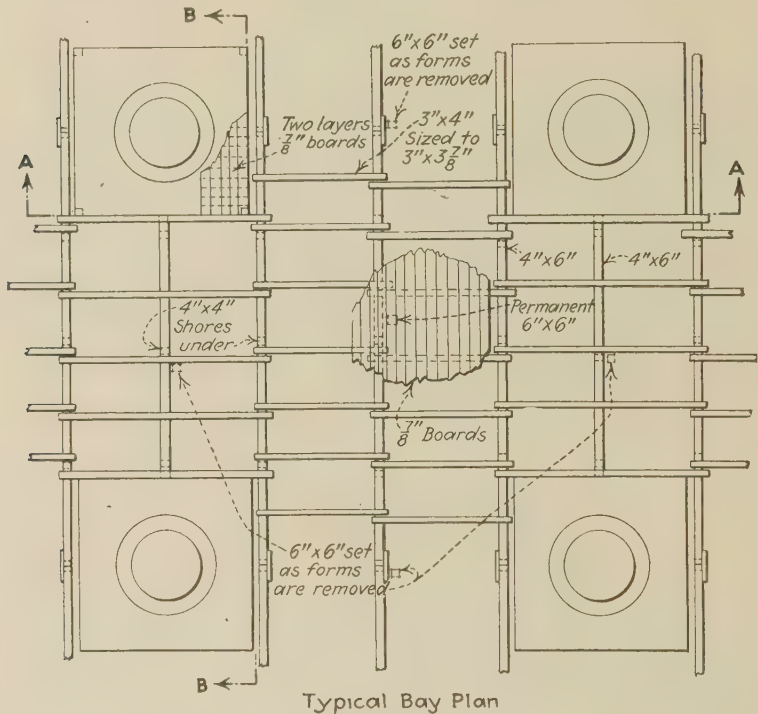 B
6"x6" set
as forms
are removed
Two layers
7/8" boards
3"x4"
Sized to
3"x3 7/8"
A
A
4"x6"
4"x6"
4"x4"
Shores
under
Permanent
6"x6"
7/8" Boards
6"x6" set
as forms
are removed
B
Typical Bay Plan